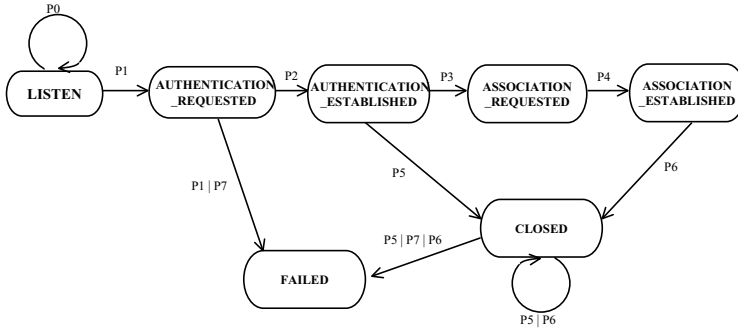 P0
P1
P2
P3
P4
LISTEN
AUTHENTICATION
_REQUESTED
AUTHENTICATION
_ESTABLISHED
ASSOCIATION
_REQUESTED
ASSOCIATION
_ESTABLISHED
P1 | P7
P5
P6
P5 | P7 | P6
CLOSED
FAILED
P5 | P6